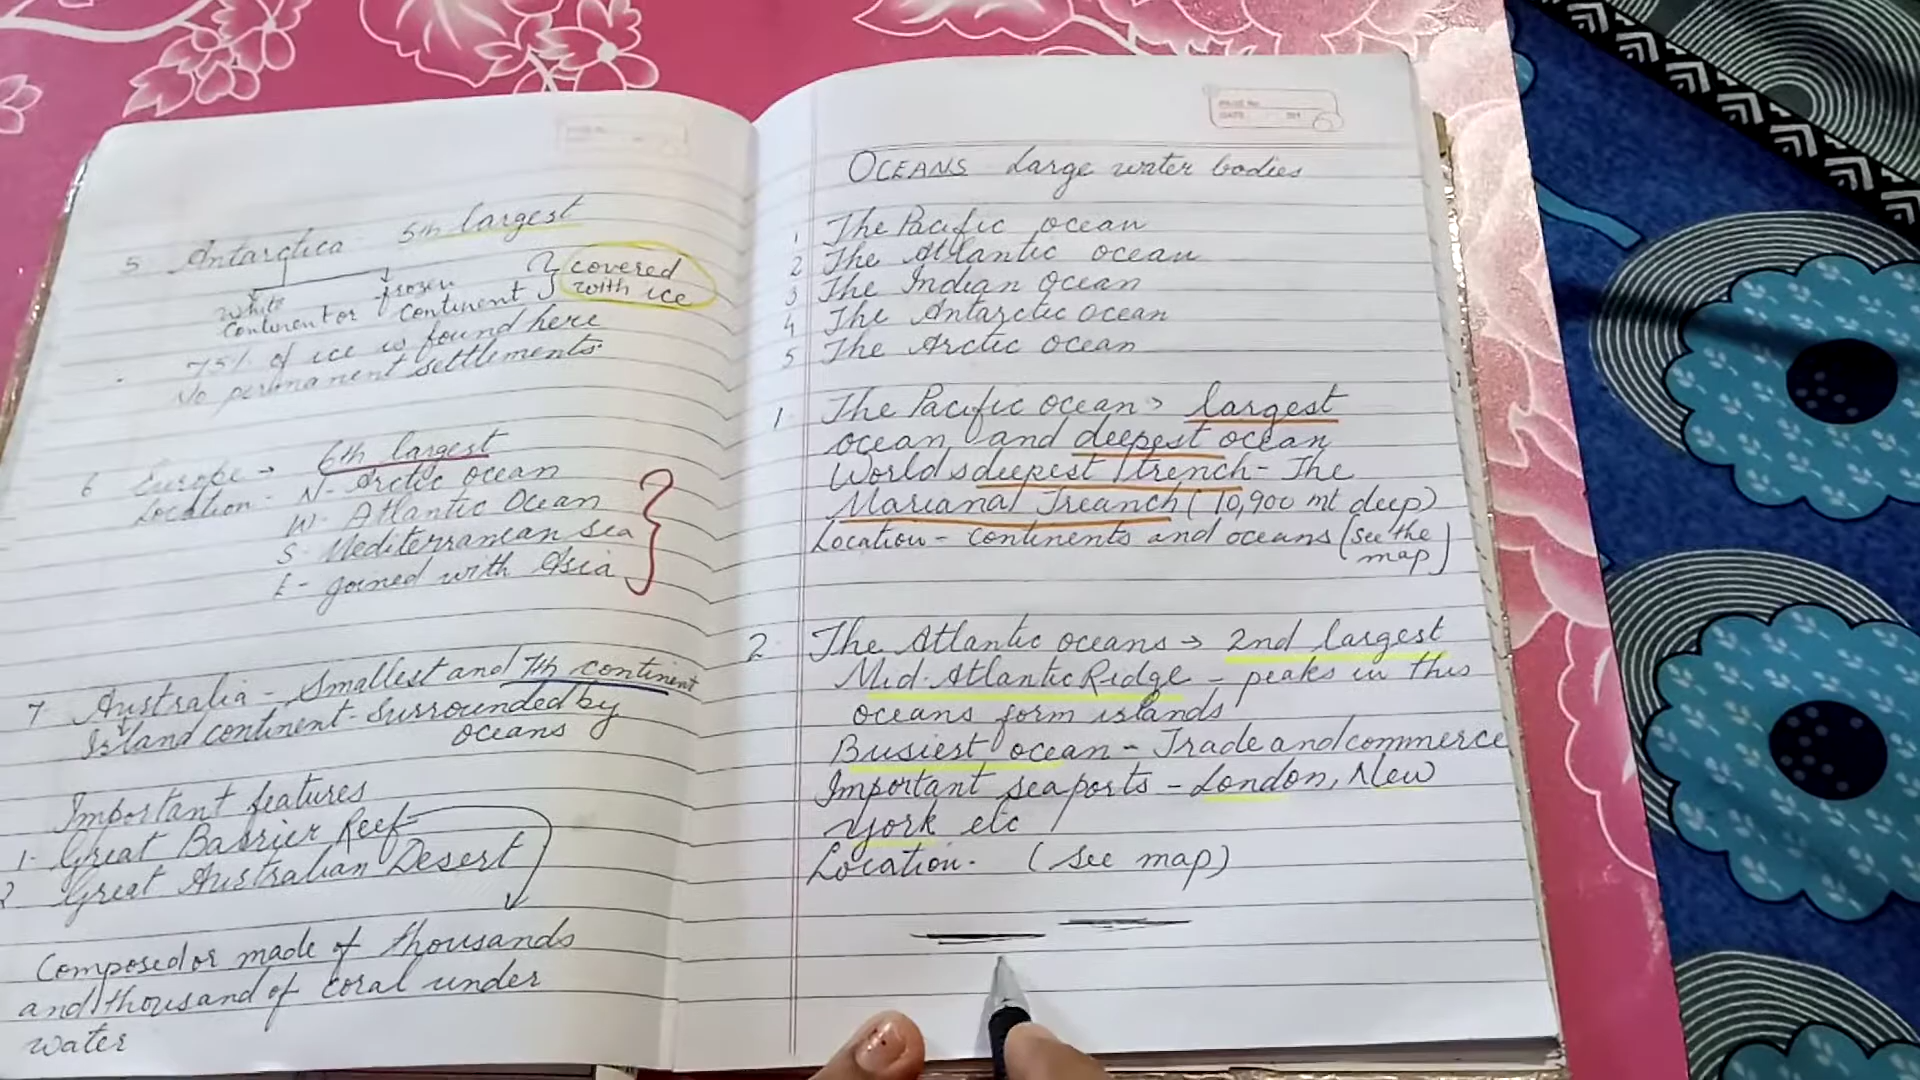 5 Antarctica 5th largest
White continent or frozen continent
covered with ice
75% of ice is found here
No permanent settlements.
6 Europe → 6th largest
Location - N - Arctic ocean
W - Atlantic Ocean
S - Mediterranean sea
E - joined with Asia
7 Australia - Smallest and 7th continent
Island continent - surrounded by
oceans
Important features
1- Great Barrier Reef
2 Great Australian Desert
Composed or made of thousands
and thousand of coral under
water
PAGE No.
DATE
OCEANS Large water bodies
1 The Pacific ocean
2 The Atlantic ocean
3 The Indian Ocean
4 The Antarctic ocean
5 The Arctic ocean
1. The Pacific ocean → largest
ocean and deepest ocean
Worlds deepest trench - The
Mariana Treanch (10,900 mt deep)
Location - continents and oceans (see the
map)
2 The Atlantic oceans → 2nd largest
Mid-Atlantic Ridge - peaks in this
oceans form islands
Busiest ocean - Trade and commerce
Important seaports - London, New
York etc
Location - (see map)